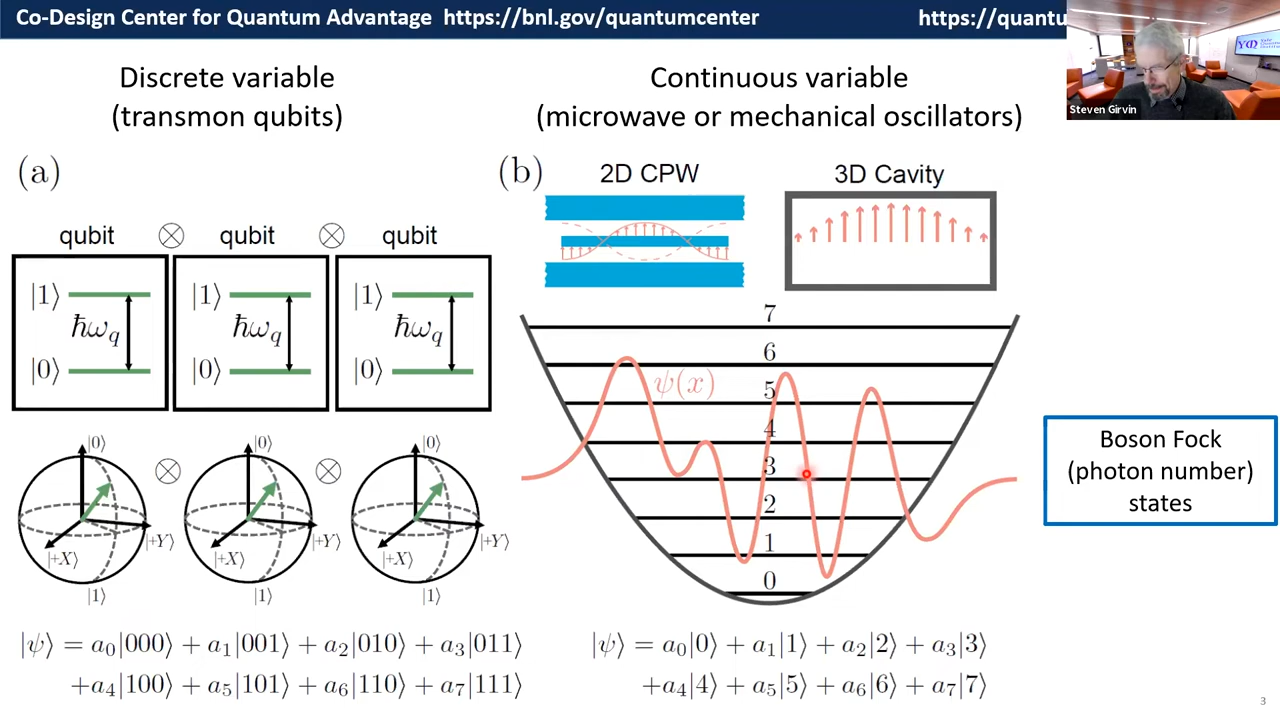 Co-Design Center for Quantum Advantage https://bnl.gov/quantumcenter
https://quantu
Steven Girvin
Discrete variable
(transmon qubits)
Continuous variable
(microwave or mechanical oscillators)
(a)
qubit ⊗ qubit ⊗ qubit
|1⟩ |1⟩ |1⟩
ħω_q ħω_q ħω_q
|0⟩ |0⟩ |0⟩
|0⟩ |0⟩ |0⟩
⊗ ⊗
|+Y⟩ |+Y⟩ |+Y⟩
|+X⟩ |+X⟩ |+X⟩
|1⟩ |1⟩ |1⟩
|ψ⟩ = a₀|000⟩ + a₁|001⟩ + a₂|010⟩ + a₃|011⟩
+a₄|100⟩ + a₅|101⟩ + a₆|110⟩ + a₇|111⟩
(b)
2D CPW
3D Cavity
7
6
ψ(x)
5
4
3
2
1
0
|ψ⟩ = a₀|0⟩ + a₁|1⟩ + a₂|2⟩ + a₃|3⟩
+a₄|4⟩ + a₅|5⟩ + a₆|6⟩ + a₇|7⟩
Boson Fock
(photon number)
states
3